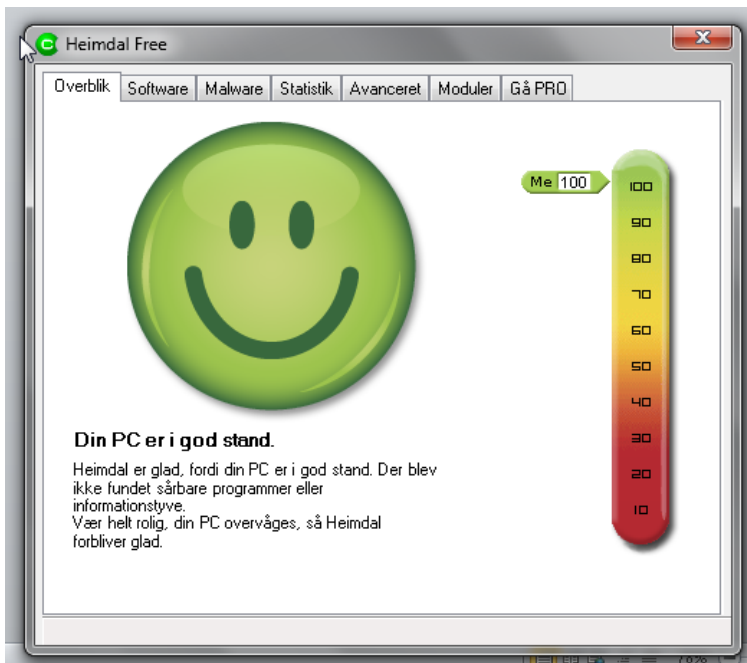 Heimdal Free
Overblik Software Malware Statistik Avanceret Moduler Gå PRO
Me 100
100
90
80
70
60
50
40
30
20
10
Din PC er i god stand.
Heimdal er glad, fordi din PC er i god stand. Der blev
ikke fundet sårbare programmer eller
informationstyve.
Vær helt rolig, din PC overvåges, så Heimdal
forbliver glad.